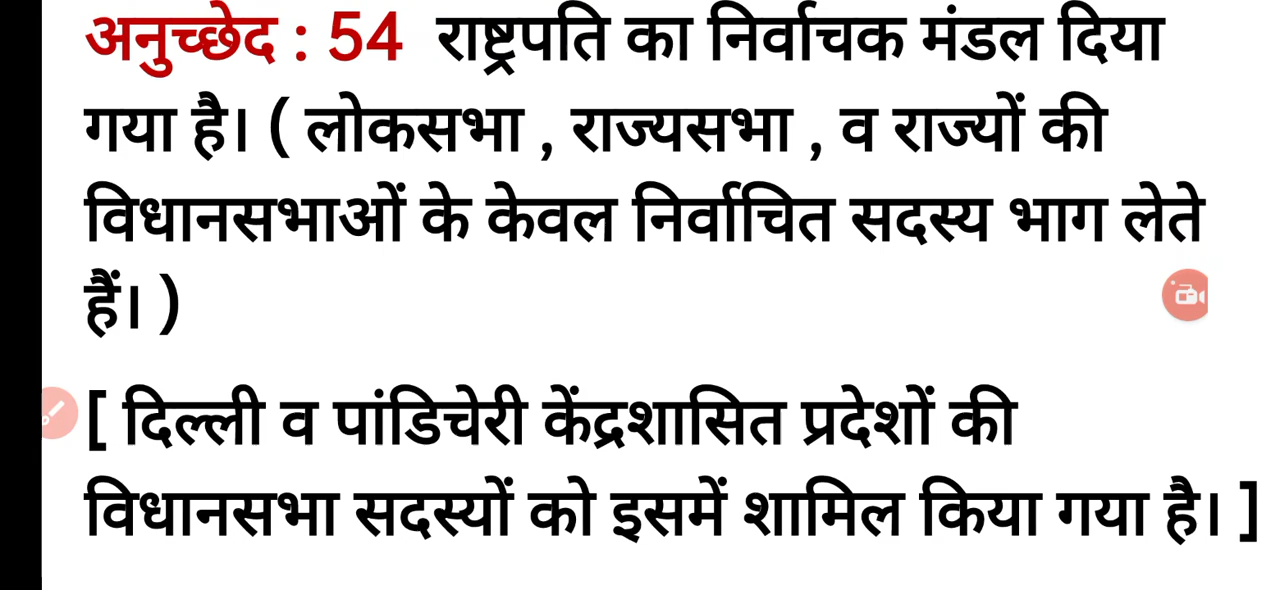 अनुच्छेद : 54 राष्ट्रपति का निर्वाचक मंडल दिया
गया है। ( लोकसभा , राज्यसभा , व राज्यों की
विधानसभाओं के केवल निर्वाचित सदस्य भाग लेते
हैं। )
[ दिल्ली व पांडिचेरी केंद्रशासित प्रदेशों की
विधानसभा सदस्यों को इसमें शामिल किया गया है। ]